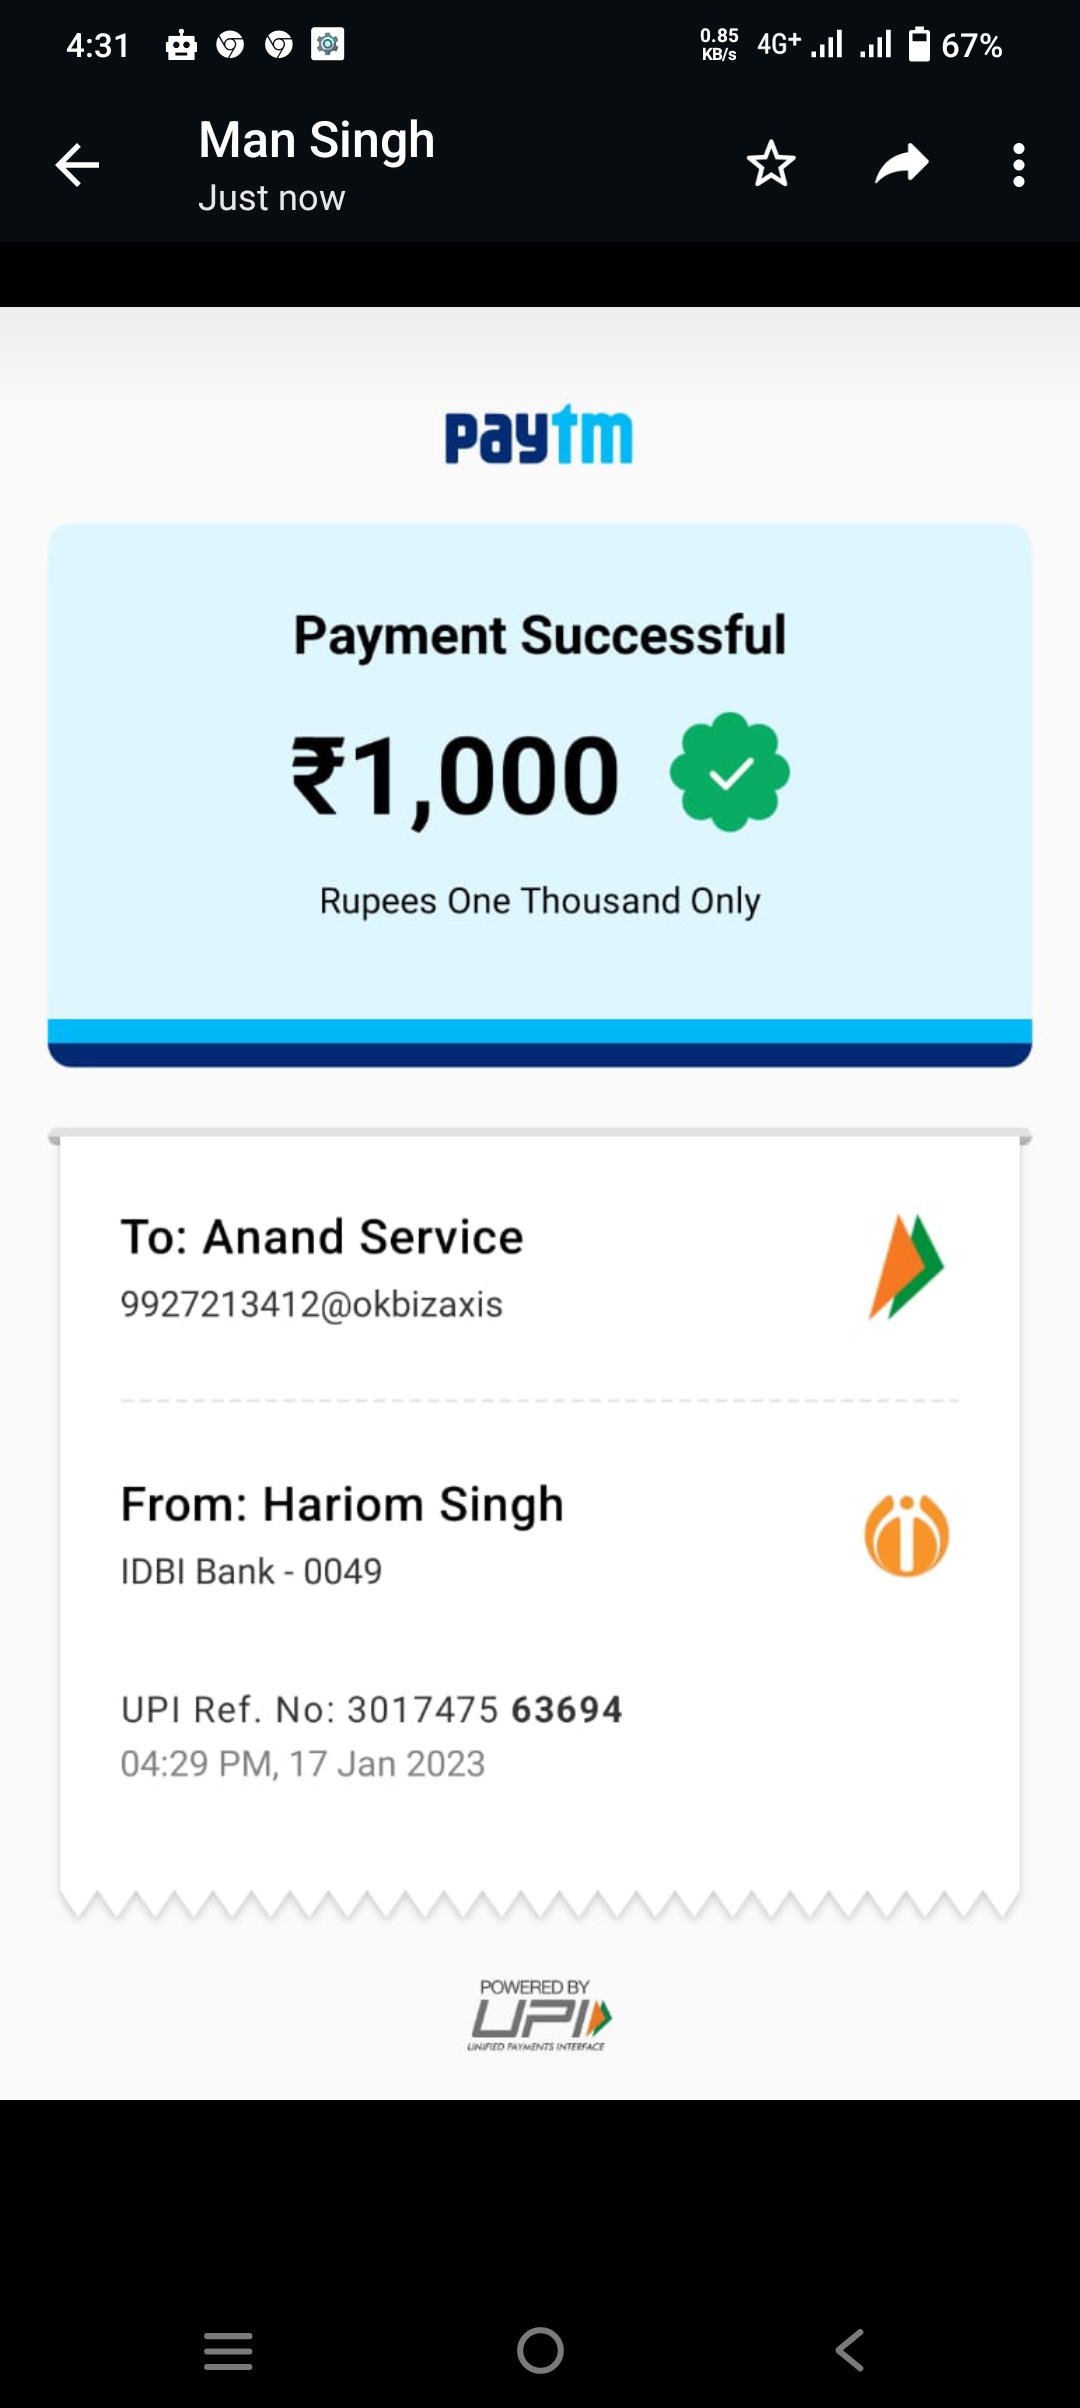 4:31
0.85 KB/s 4G+ 67%
Man Singh
Just now
paytm
Payment Successful
₹1,000
Rupees One Thousand Only
To: Anand Service
9927213412@okbizaxis
From: Hariom Singh
IDBI Bank - 0049
UPI Ref. No: 3017475 63694
04:29 PM, 17 Jan 2023
POWERED BY
UPI
UNIFIED PAYMENTS INTERFACE